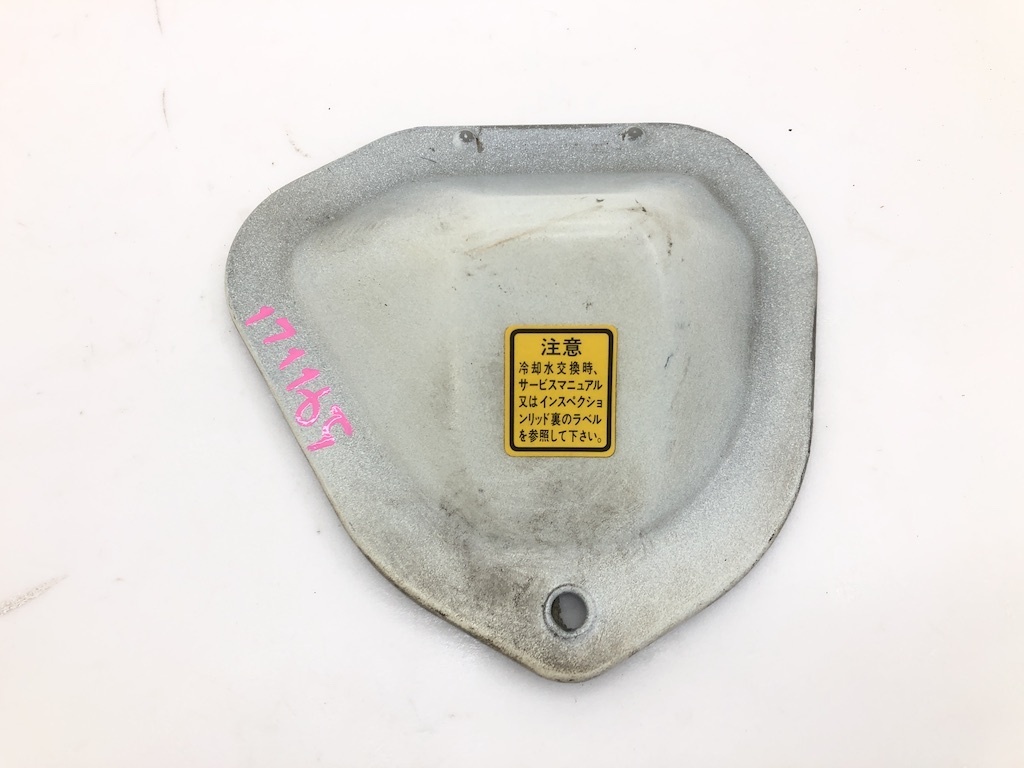 171185
注意
冷却水交換時、
サービスマニュアル
又はインスペクショ
ンリッド裏のラベル
を参照して下さい。